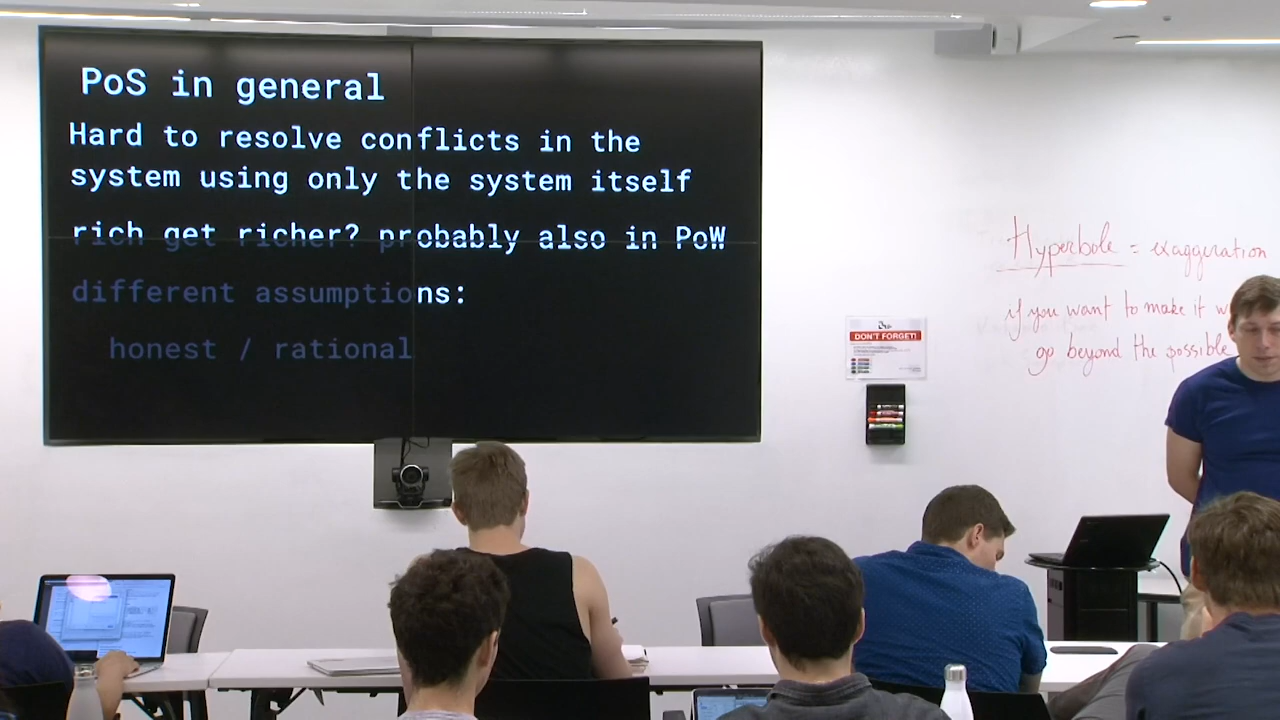 PoS in general
Hard to resolve conflicts in the
system using only the system itself
rich get richer? probably also in PoW
different assumptions:
honest / rational
Hyperbole = exaggeration
if you want to make it
go beyond the possible
DON'T FORGET!